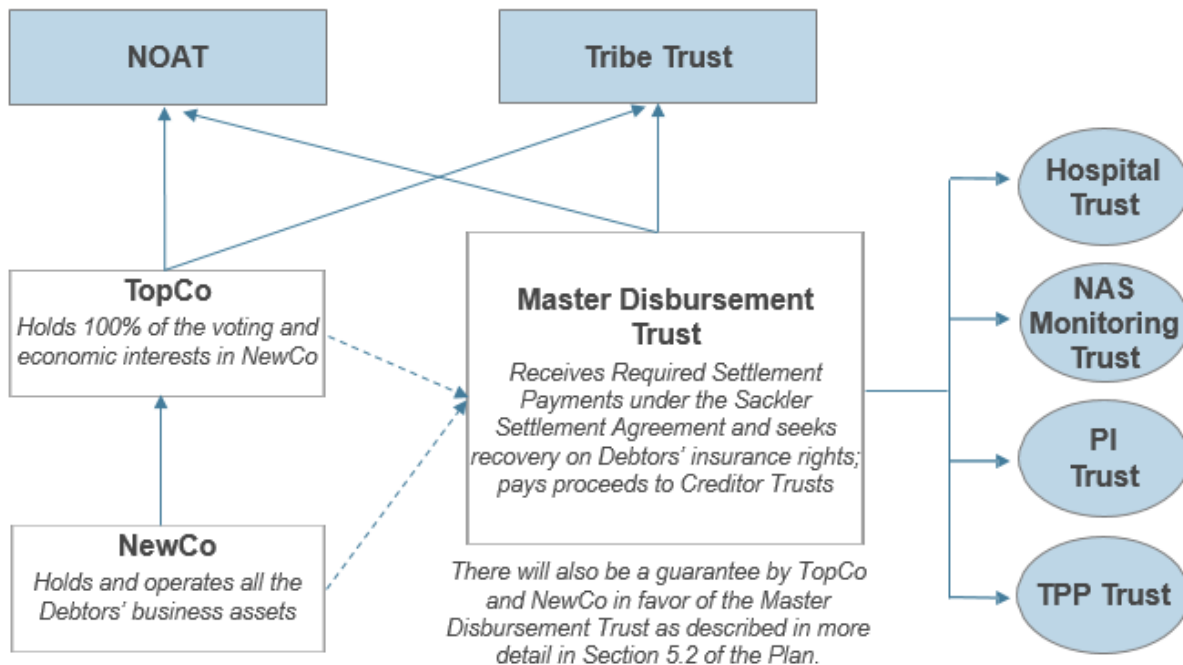 NOAT
Tribe Trust
TopCo
Holds 100% of the voting and
economic interests in NewCo
NewCo
Holds and operates all the
Debtors' business assets
Master Disbursement
Trust
Receives Required Settlement
Payments under the Sackler
Settlement Agreement and seeks
recovery on Debtors' insurance rights;
pays proceeds to Creditor Trusts
There will also be a guarantee by TopCo
and NewCo in favor of the Master
Disbursement Trust as described in more
detail in Section 5.2 of the Plan.
Hospital
Trust
NAS
Monitoring
Trust
PI
Trust
TPP Trust